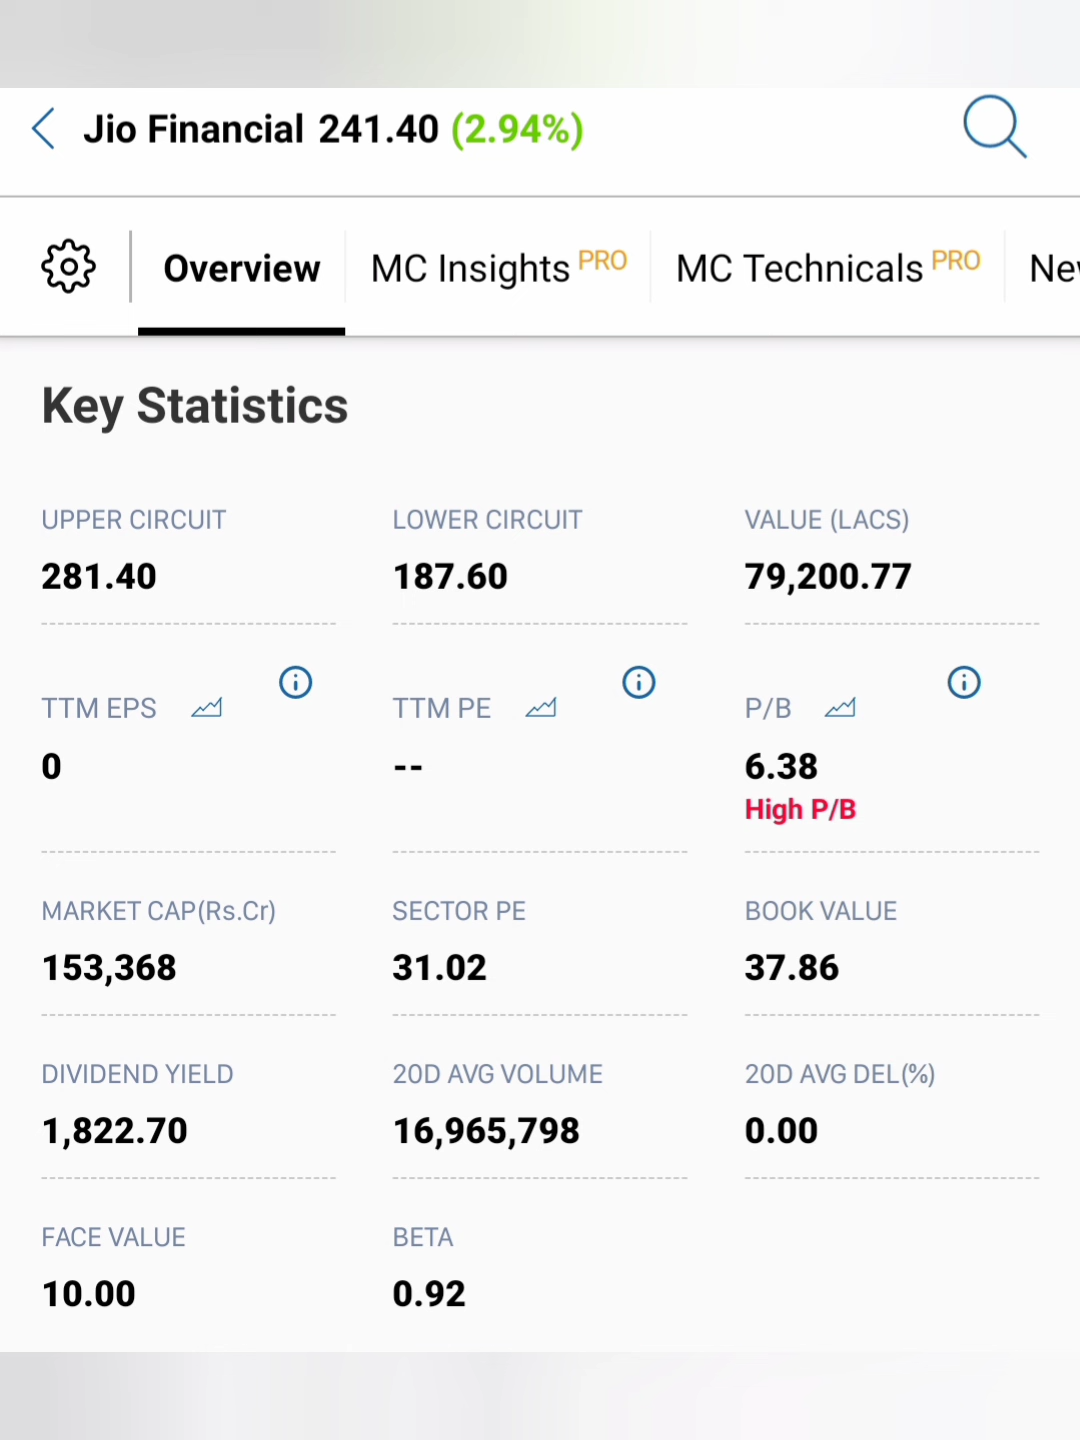 Jio Financial 241.40 (2.94%)
Overview MC Insights PRO MC Technicals PRO
Key Statistics
UPPER CIRCUIT LOWER CIRCUIT VALUE (LACS)
281.40 187.60 79,200.77
TTM EPS TTM PE P/B
0 -- 6.38
High P/B
MARKET CAP(Rs.Cr) SECTOR PE BOOK VALUE
153,368 31.02 37.86
DIVIDEND YIELD 20D AVG VOLUME 20D AVG DEL(%)
1,822.70 16,965,798 0.00
FACE VALUE BETA
10.00 0.92